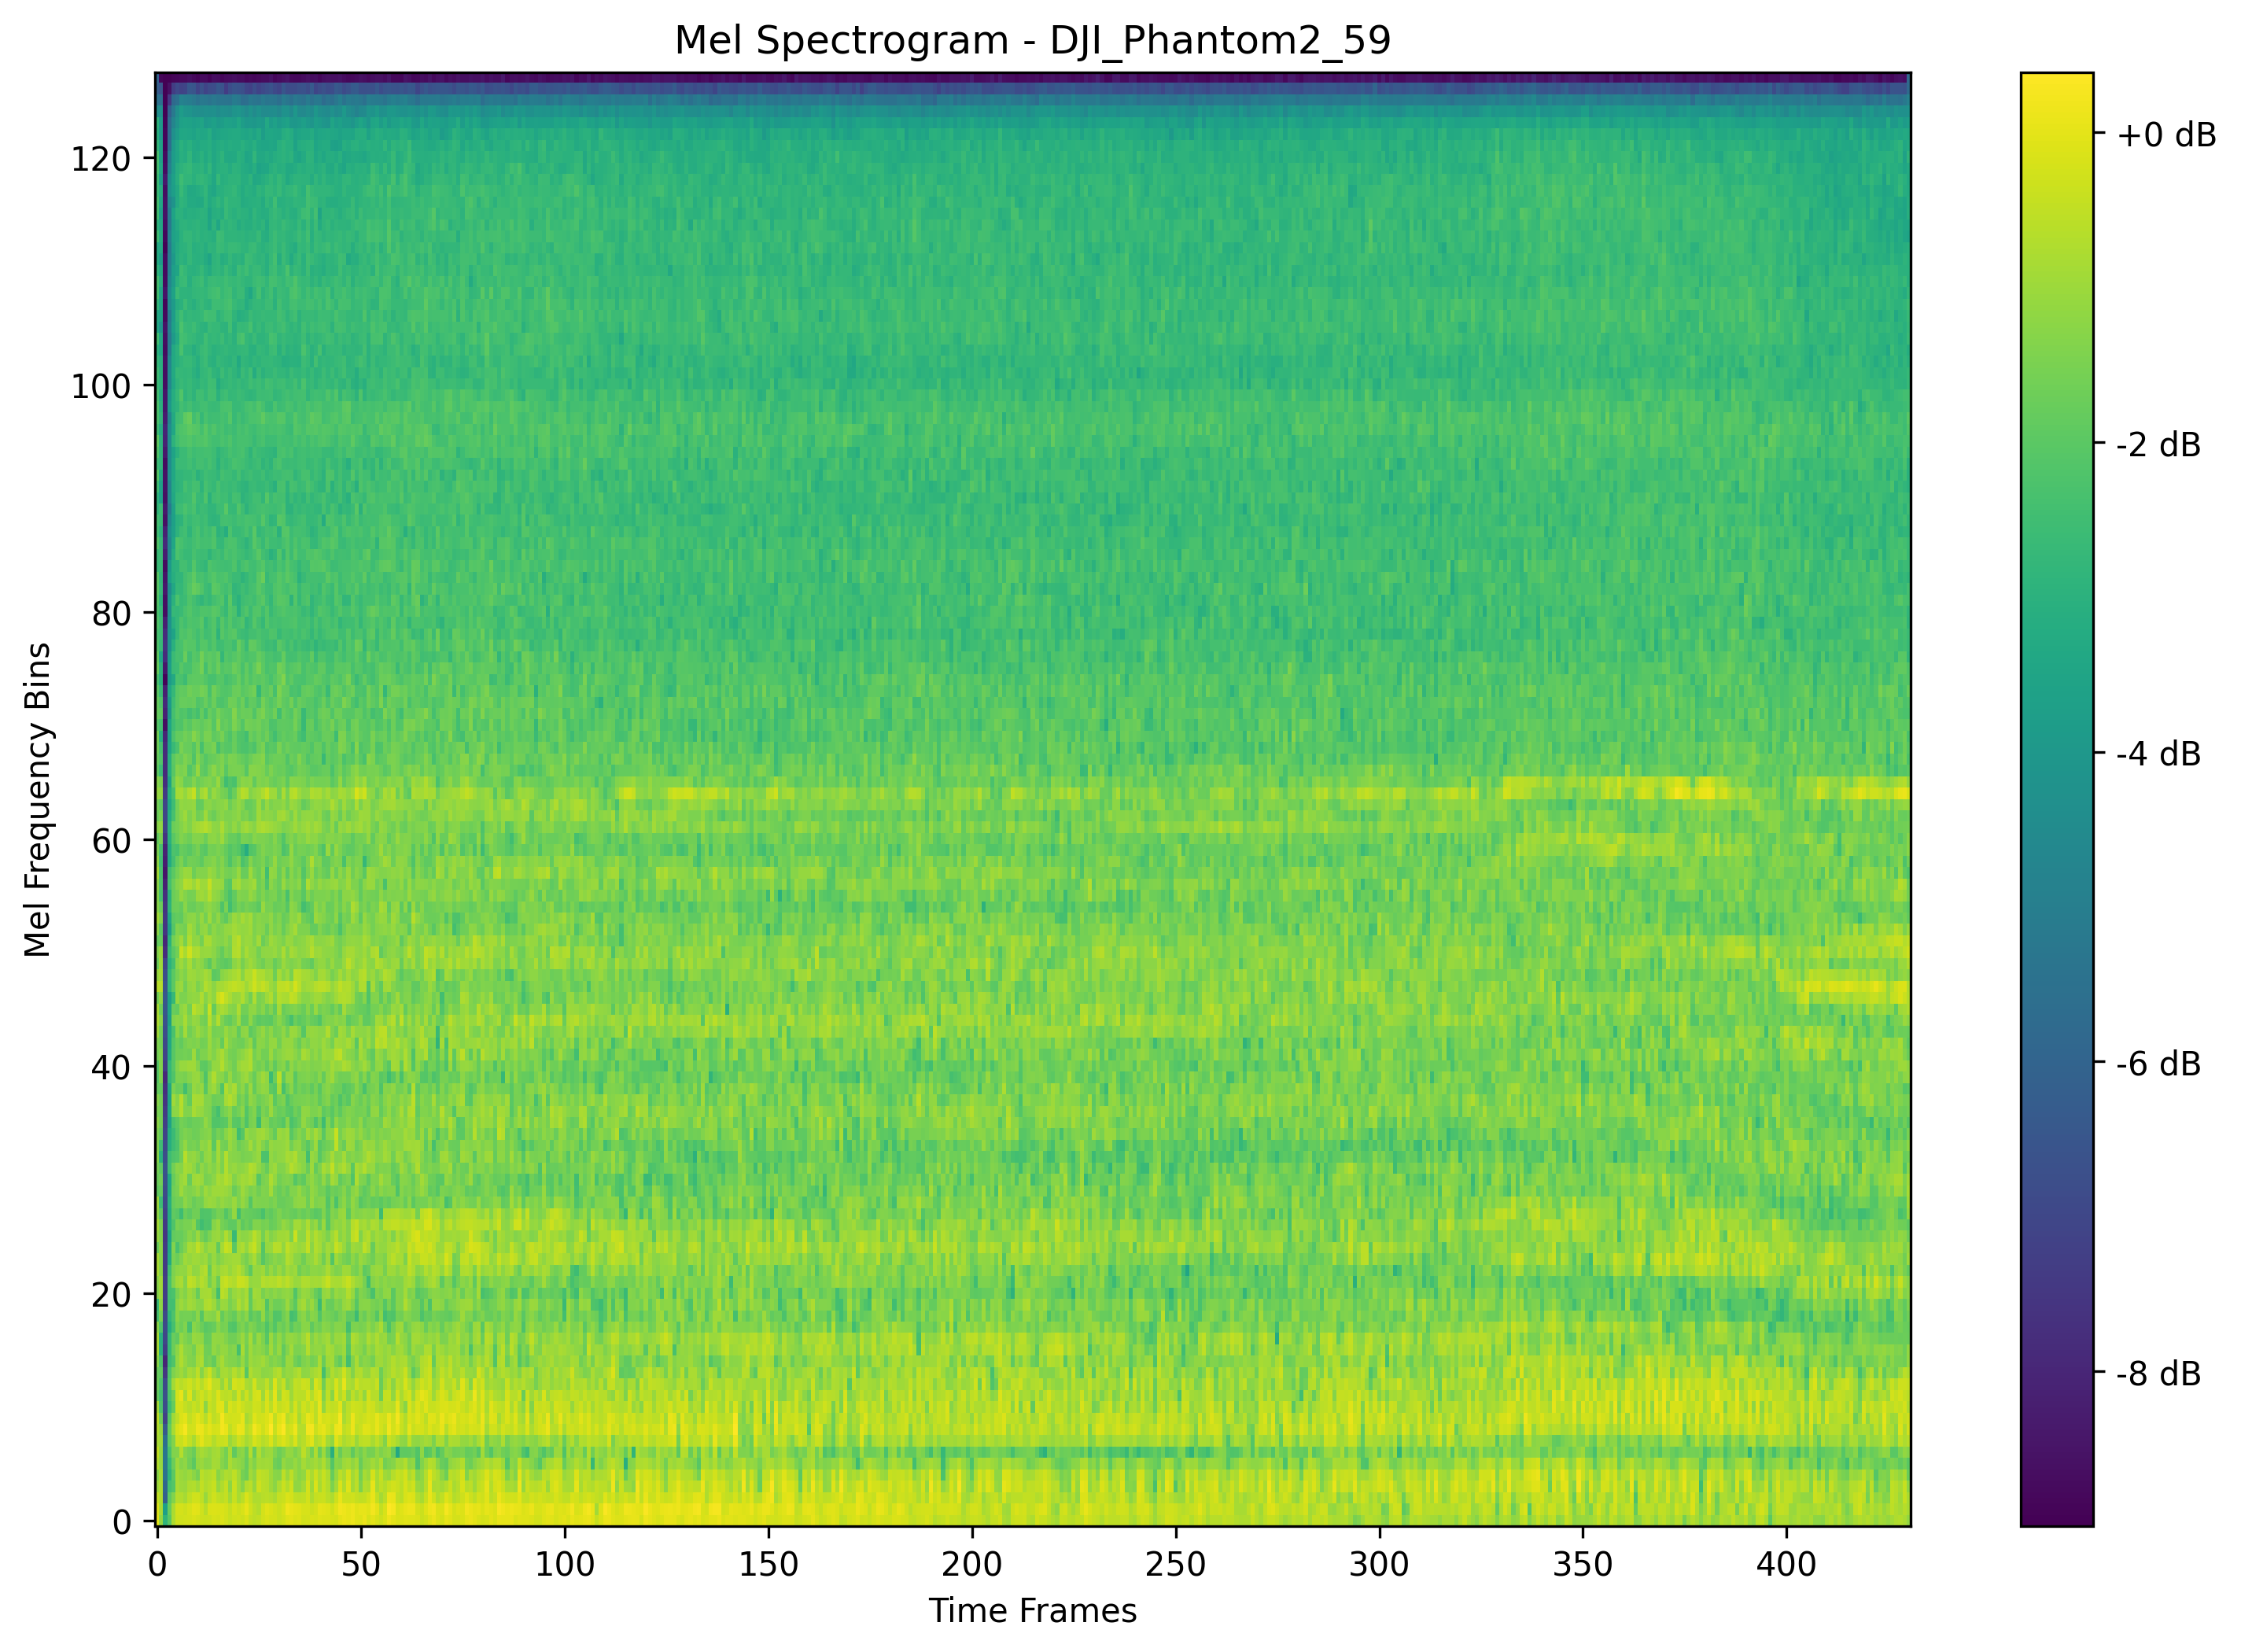 Mel Spectrogram - DJI_Phantom2_59
Mel Frequency Bins
120
100
80
60
40
20
0
0 50 100 150 200 250 300 350 400
Time Frames
+0 dB
-2 dB
-4 dB
-6 dB
-8 dB